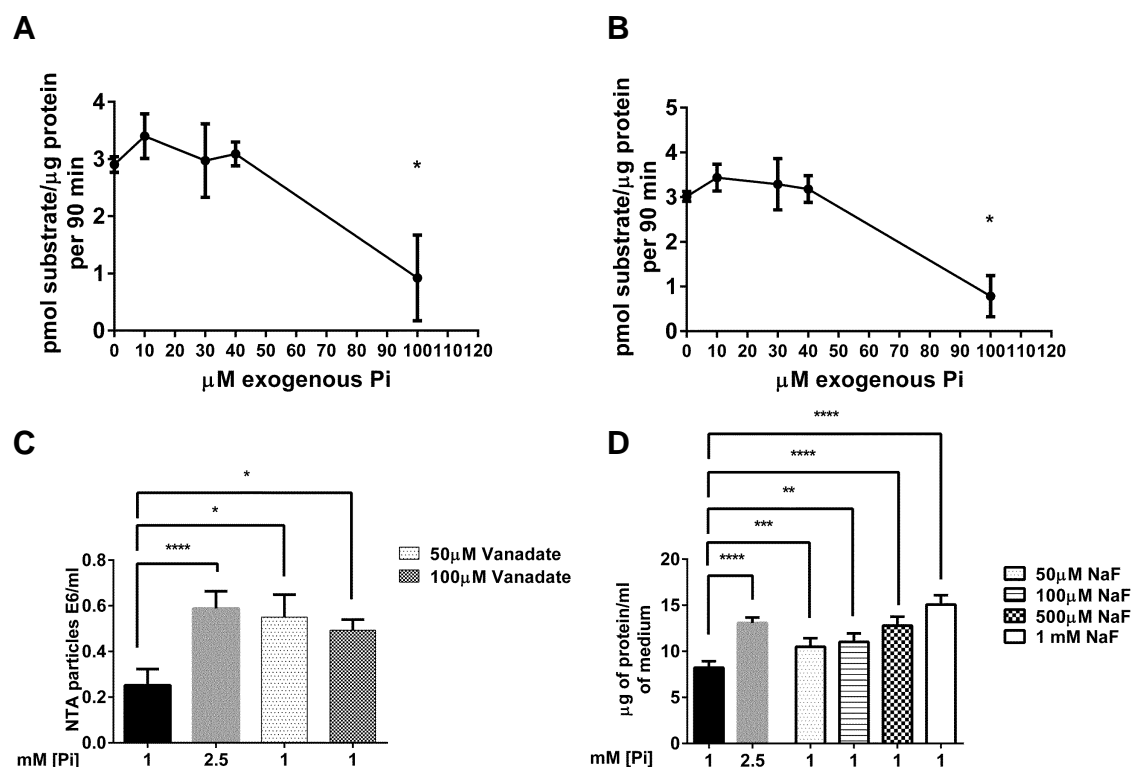 A
pmol substrate/μg protein
per 90 min
4
3
2
1
0
0 10 20 30 40 50 60 70 80 90 100 110 120
μM exogenous Pi
*
B
pmol substrate/μg protein
per 90 min
5
4
3
2
1
0
0 10 20 30 40 50 60 70 80 90 100 110 120
μM exogenous Pi
*
C
NTA particles E6/ml
0.8
0.6
0.4
0.2
0.0
*
*
****
mM [Pi] 1 2.5 1 1
50μM Vanadate
100μM Vanadate
D
μg of protein/ml
of medium
20
15
10
5
0
****
****
**
***
****
mM [Pi] 1 2.5 1 1 1 1
50μM NaF
100μM NaF
500μM NaF
1 mM NaF